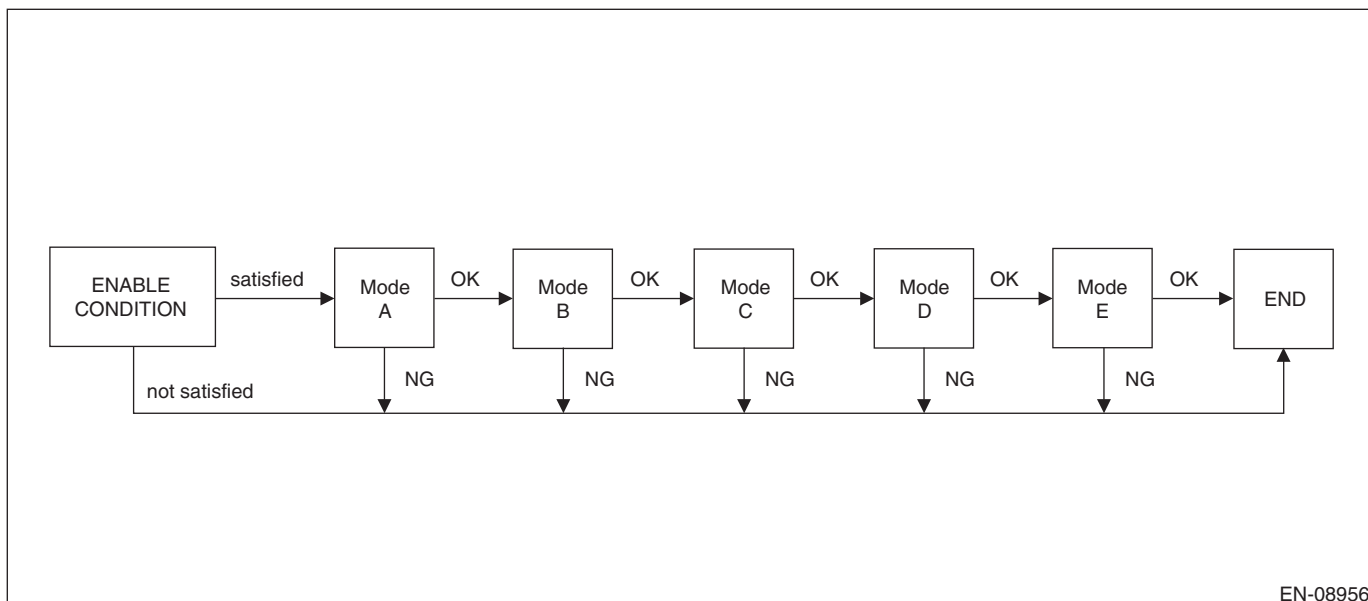 ENABLE
CONDITION
satisfied
Mode
A
OK
Mode
B
OK
Mode
C
OK
Mode
D
OK
Mode
E
OK
END
not satisfied
NG
NG
NG
NG
NG
EN-08956